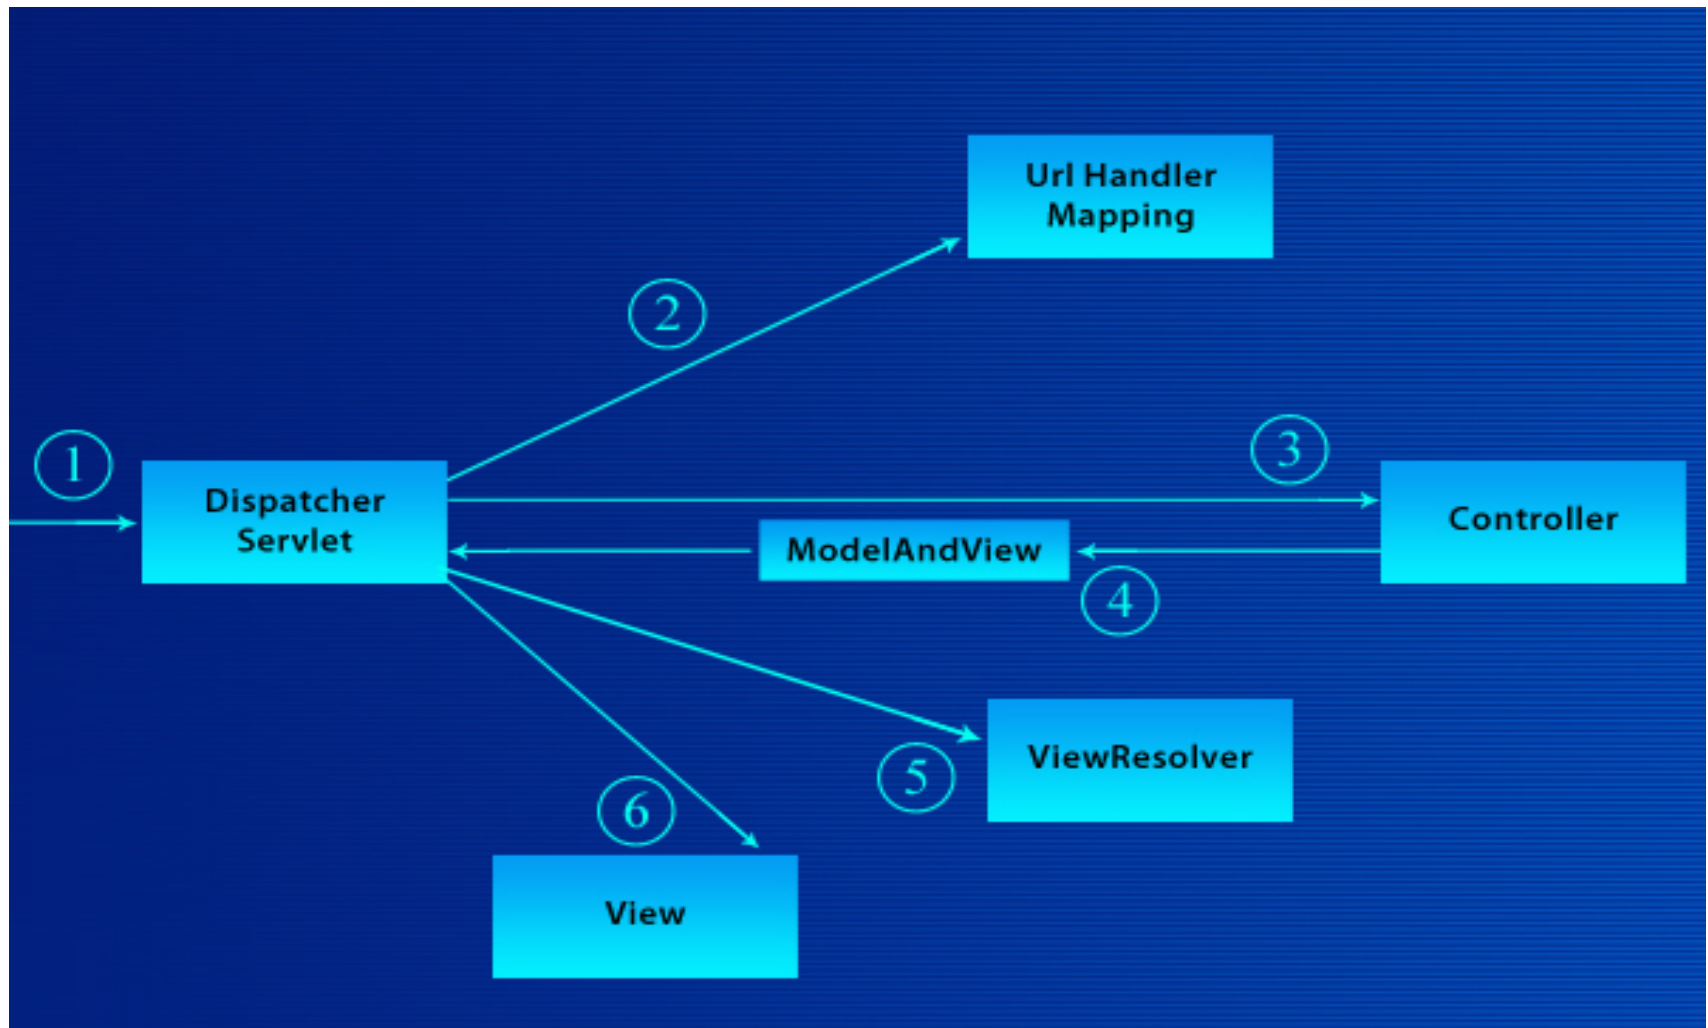 Url Handler
Mapping
2
1
3
Dispatcher
Servlet
Controller
ModelAndView
4
ViewResolver
5
6
View